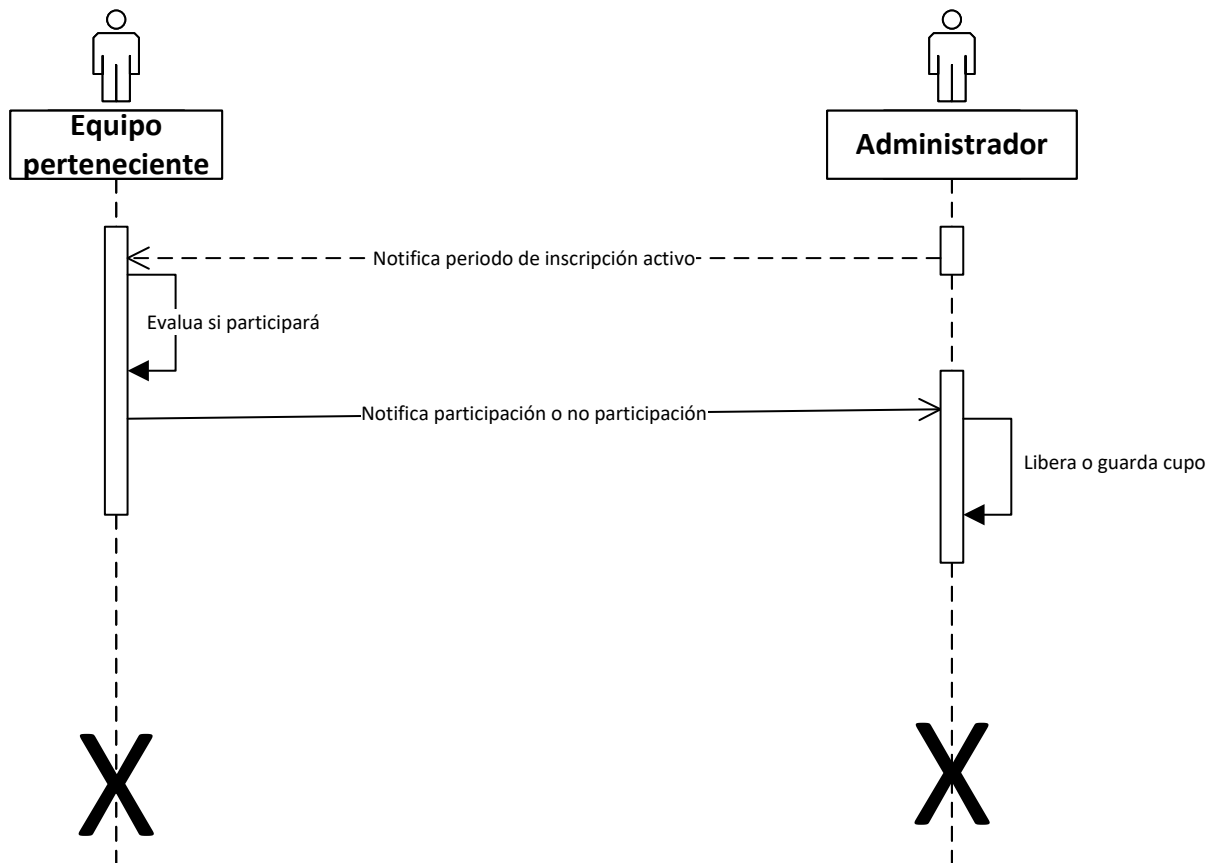 Equipo
perteneciente
Administrador
Notifica periodo de inscripción activo
Evalua si participará
Notifica participación o no participación
Libera o guarda cupo
X
X